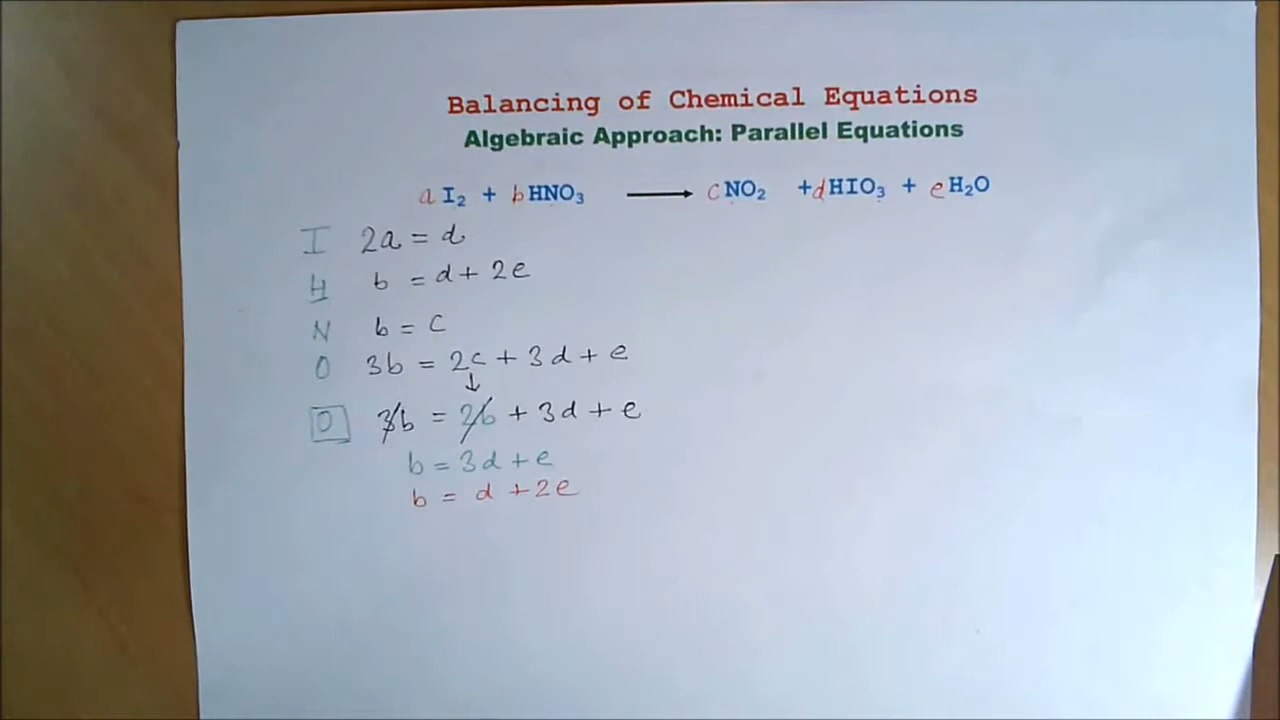 Balancing of Chemical Equations
Algebraic Approach: Parallel Equations
a I₂ + b HNO₃ ⟶ c NO₂ + d HIO₃ + e H₂O
I 2a = d
H b = d + 2e
N b = c
O 3b = 2c + 3d + e
↓
O 3b = 2b + 3d + e
b = 3d + e
b = d + 2e